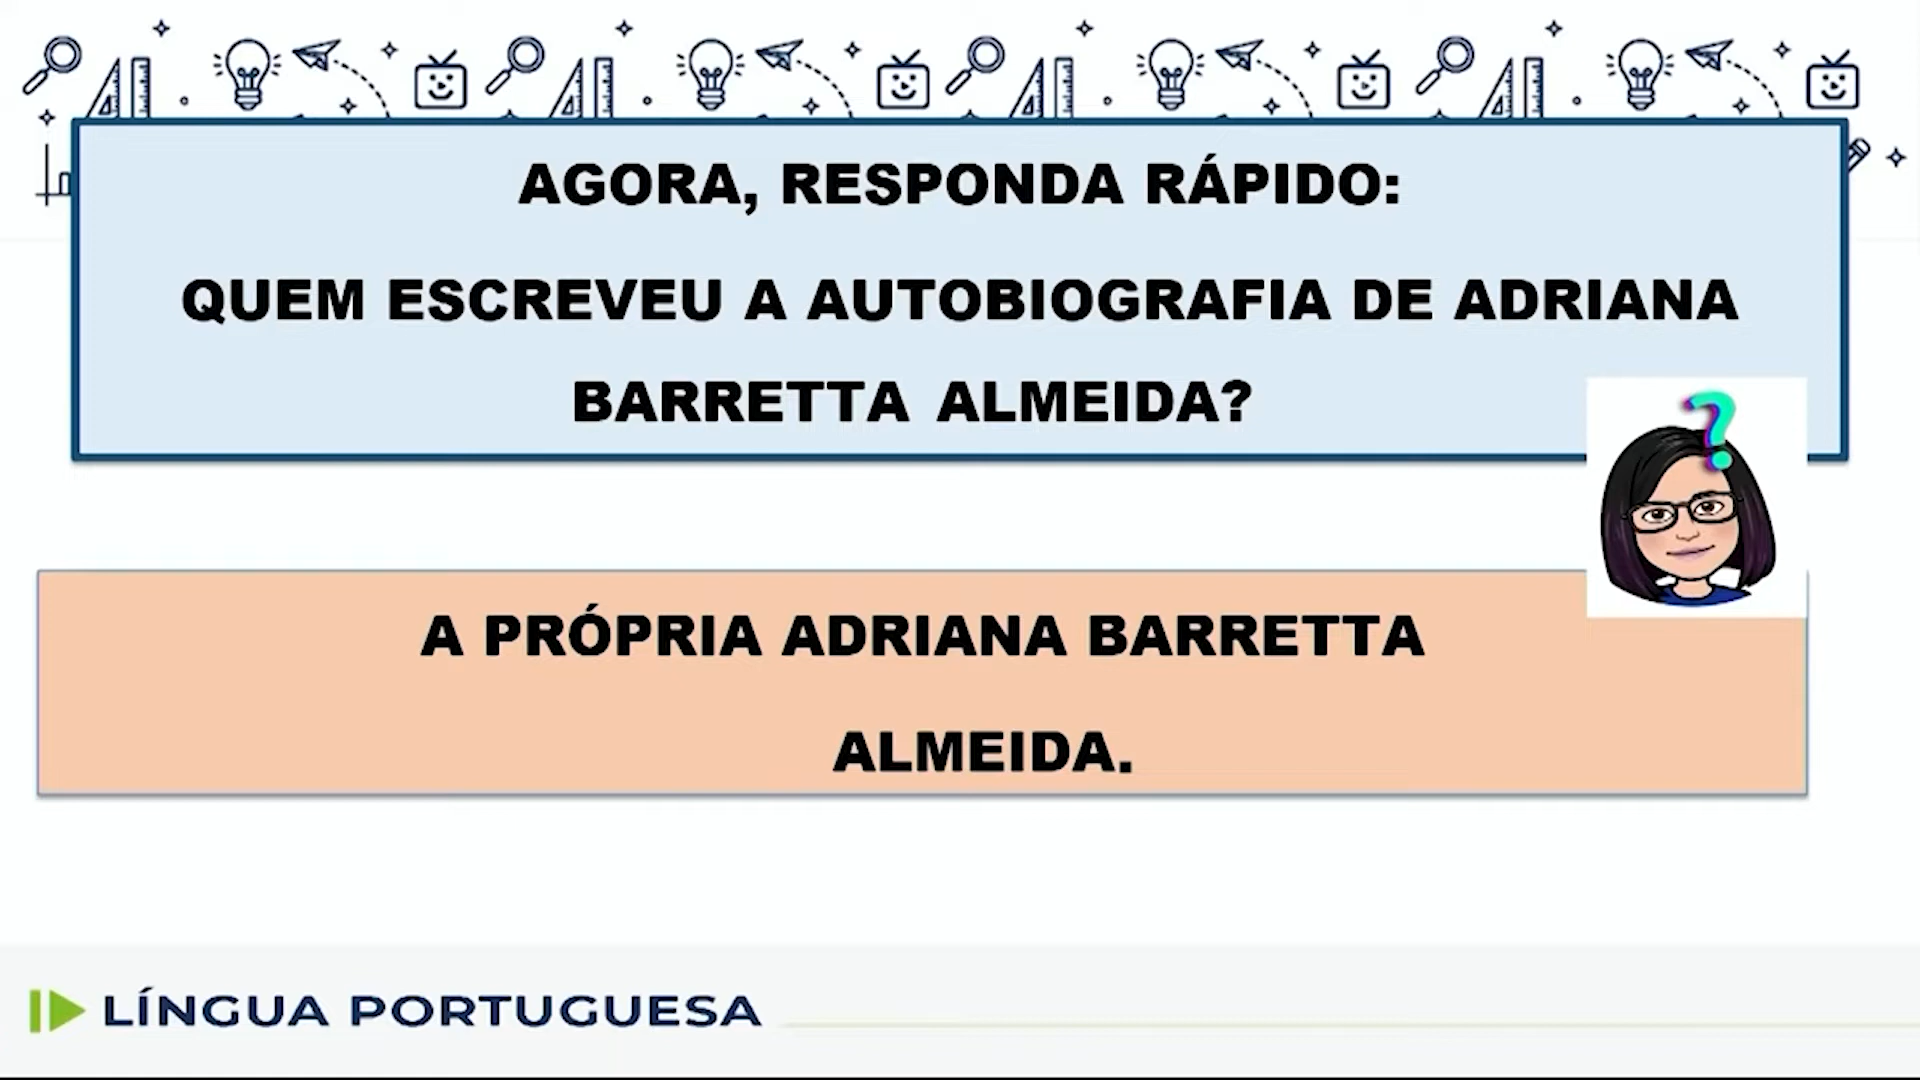 AGORA, RESPONDA RÁPIDO:
QUEM ESCREVEU A AUTOBIOGRAFIA DE ADRIANA
BARRETTA ALMEIDA?
?
A PRÓPRIA ADRIANA BARRETTA
ALMEIDA.
LÍNGUA PORTUGUESA